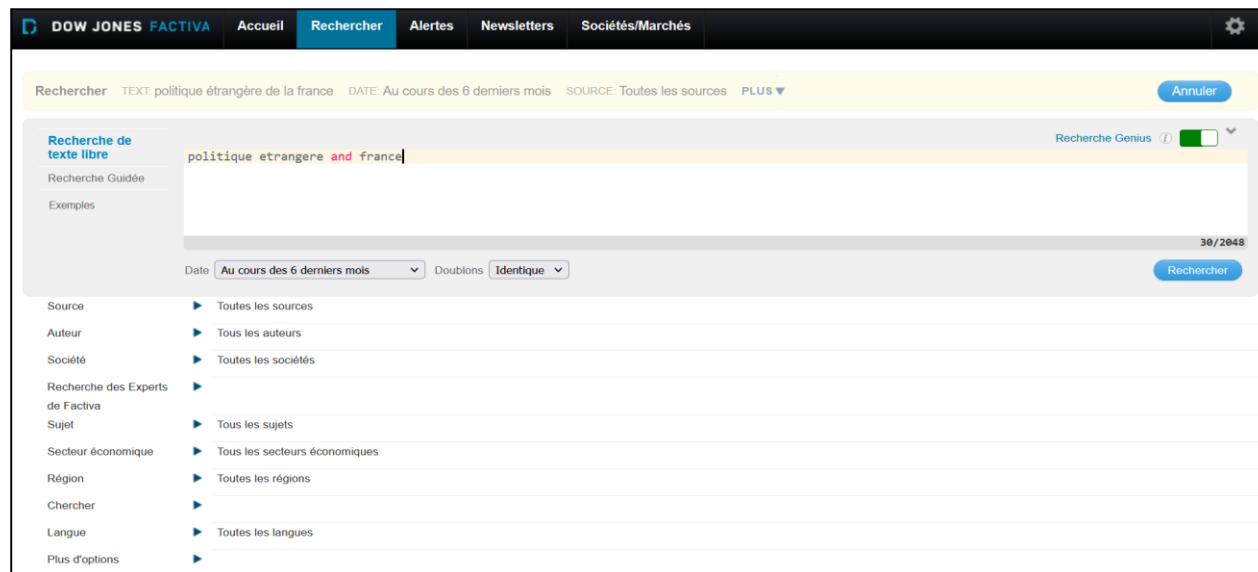 DOW JONES FACTIVA Accueil Rechercher Alertes Newsletters Sociétés/Marchés
Rechercher TEXT: politique étrangère de la france DATE: Au cours des 6 derniers mois SOURCE: Toutes les sources PLUS ▼ Annuler
Recherche de
texte libre
Recherche Guidée
Exemples
Recherche Genius i
politique etrangere and france
30/2048
Date Au cours des 6 derniers mois Doublons Identique Rechercher
Source Toutes les sources
Auteur Tous les auteurs
Société Toutes les sociétés
Recherche des Experts
de Factiva
Sujet Tous les sujets
Secteur économique Tous les secteurs économiques
Région Toutes les régions
Chercher
Langue Toutes les langues
Plus d'options